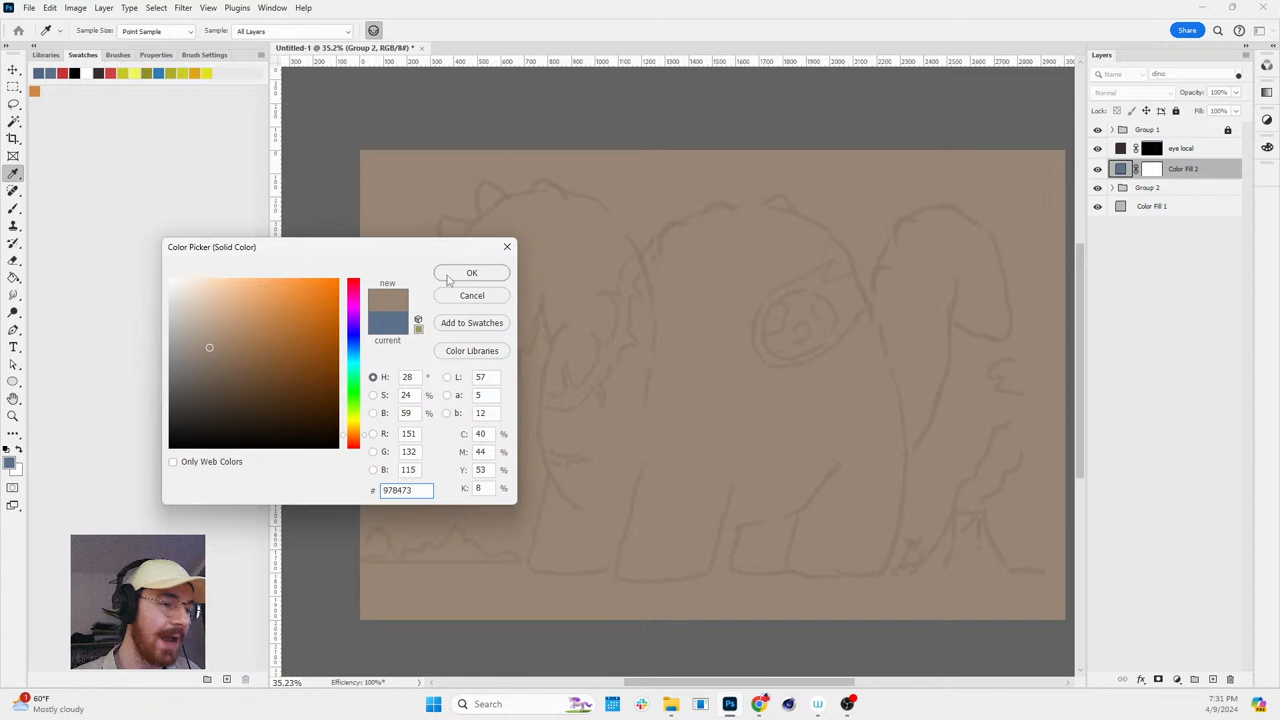 Ps File Edit Image Layer Type Select Filter View Plugins Window Help
Sample Size: Point Sample Sample: All Layers Share
Libraries Swatches Brushes Properties Brush Settings
Untitled-1 @ 35.2% (Group 2, RGB/8#) *
Layers
Name dino
Normal Opacity: 100%
Lock: Fill: 100%
Group 1
eye local
Color Fill 2
Group 2
Color Fill 1
Color Picker (Solid Color)
new
current
OK
Cancel
Add to Swatches
Color Libraries
H: 28 ° L: 57
S: 24 % a: 5
B: 59 % b: 12
R: 151 C: 40 %
G: 132 M: 44 %
B: 115 Y: 53 %
# 978473 K: 8 %
Only Web Colors
35.23% Efficiency: 100%*
1
60°F
Mostly cloudy
Search
Ps
7:31 PM
4/9/2024